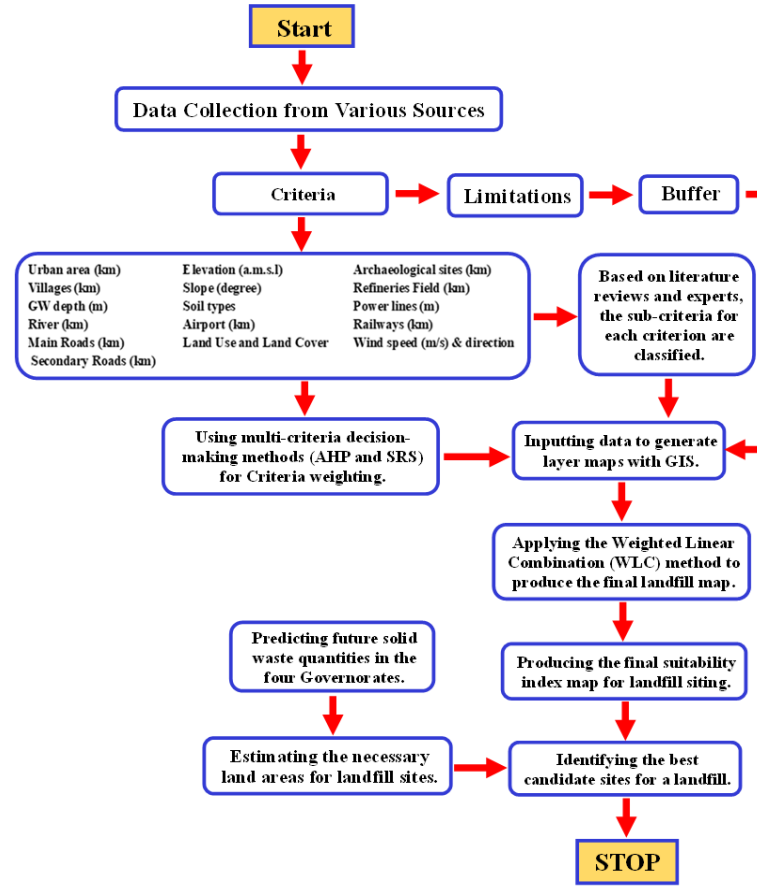 Start
Data Collection from Various Sources
Criteria
Limitations
Buffer
Urban area (km)
Villages (km)
GW depth (m)
River (km)
Main Roads (km)
Secondary Roads (km)
Elevation (a.m.s.l)
Slope (degree)
Soil types
Airport (km)
Land Use and Land Cover
Archaeological sites (km)
Refineries Field (km)
Power lines (m)
Railways (km)
Wind speed (m/s) & direction
Based on literature
reviews and experts,
the sub-criteria for
each criterion are
classified.
Using multi-criteria decision-
making methods (AHP and SRS)
for Criteria weighting.
Inputting data to generate
layer maps with GIS.
Applying the Weighted Linear
Combination (WLC) method to
produce the final landfill map.
Predicting future solid
waste quantities in the
four Governorates.
Producing the final suitability
index map for landfill siting.
Estimating the necessary
land areas for landfill sites.
Identifying the best
candidate sites for a landfill.
STOP